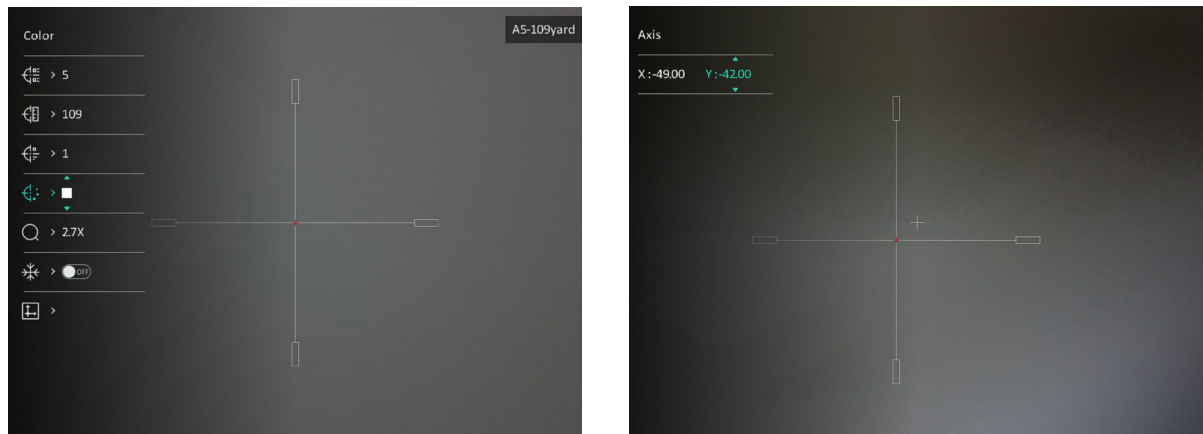 Color
A5-109yard
> 5
> 109
> 1
>
> 2.7X
> OFF
>
Axis
X :-49.00 Y :-42.00